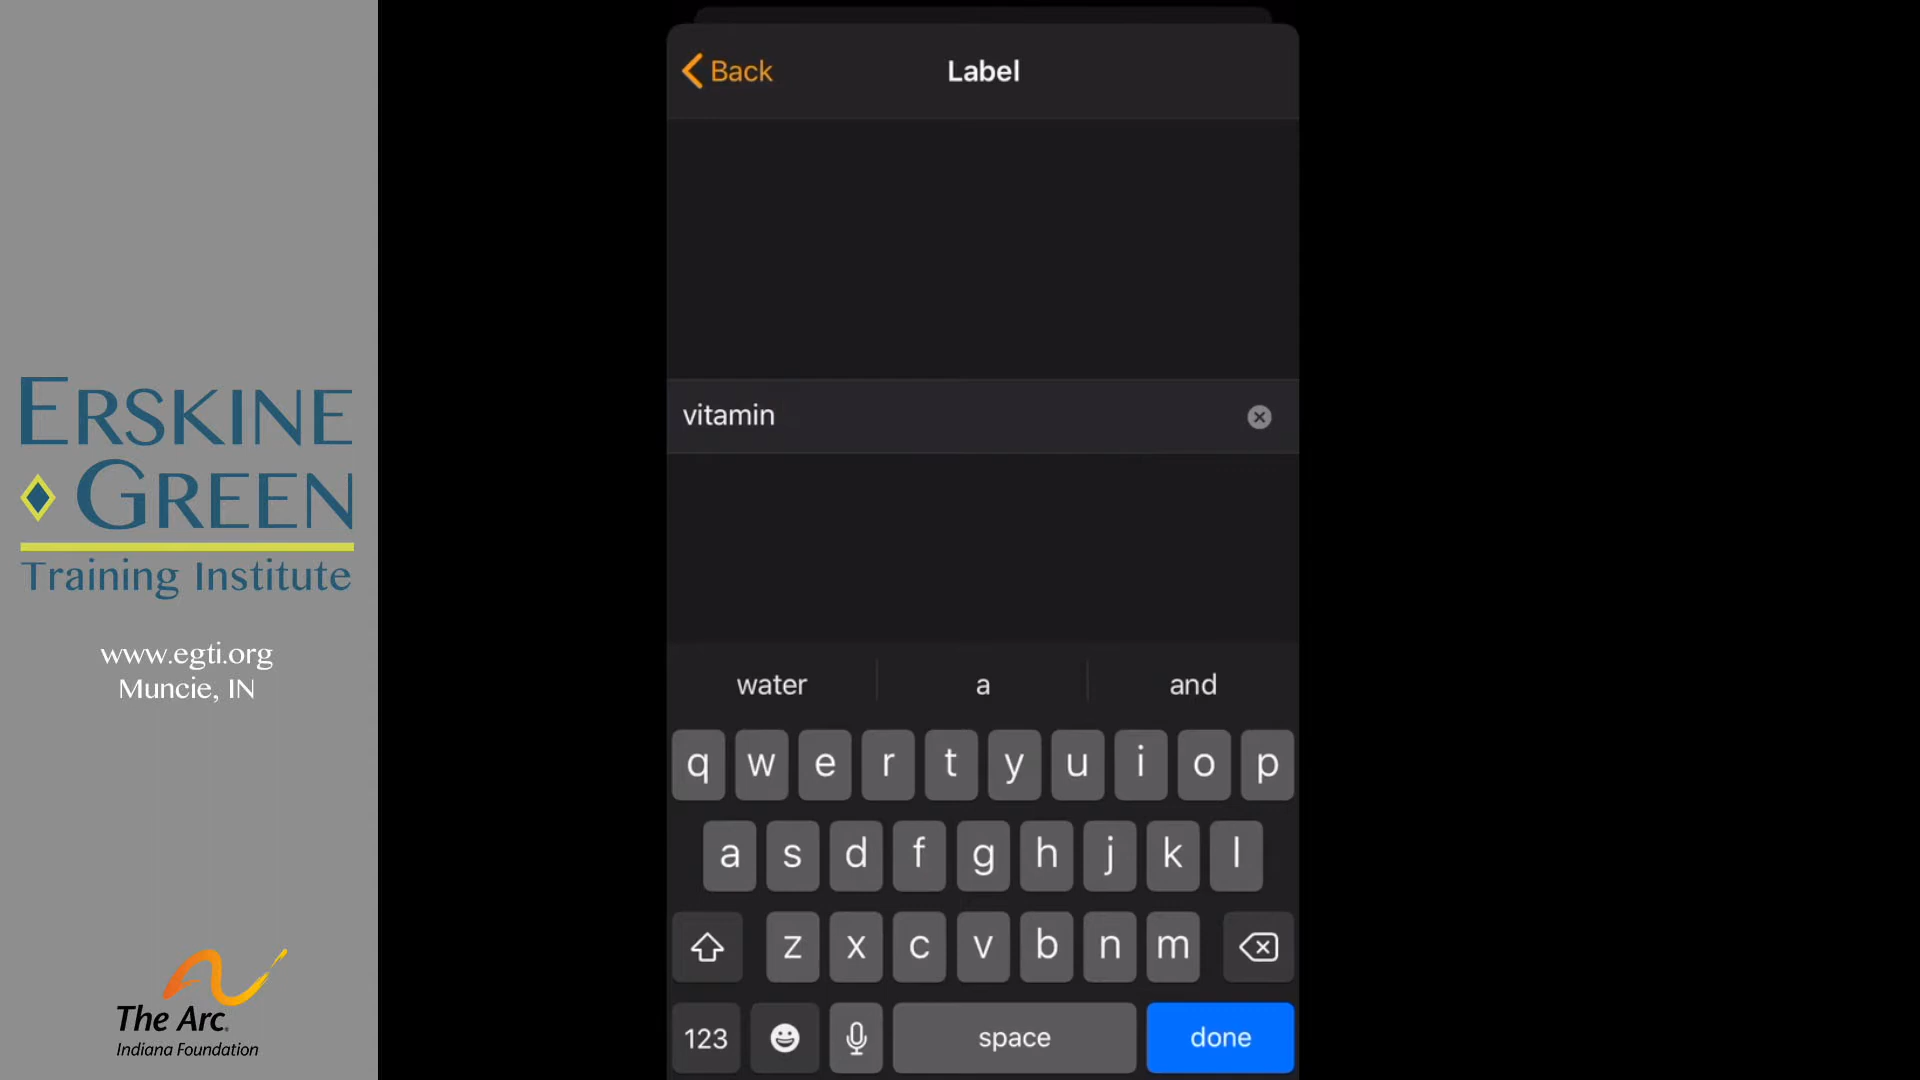 ERSKINE
GREEN
Training Institute
www.egti.org
Muncie, IN
The Arc®
Indiana Foundation
Back
Label
vitamin
water
a
and
q w e r t y u i o p
a s d f g h j k l
z x c v b n m
123
space
done